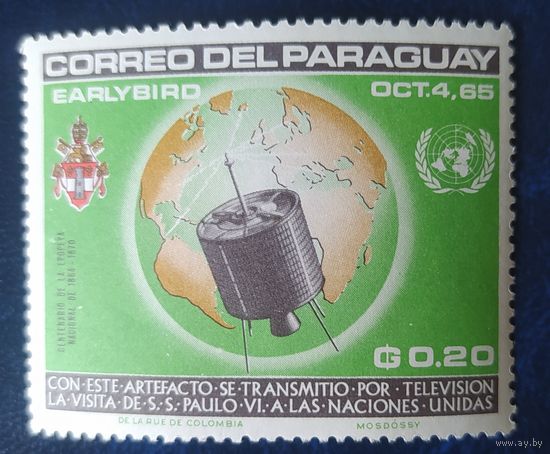 CORREO DEL PARAGUAY
EARLYBIRD
OCT.4,65
CENTENARIO DE LA EPOPEYA
NACIONAL DE 1864-1870
₲ 0.20
CON·ESTE·ARTEFACTO·SE·TRANSMITIO·POR·TELEVISION
LA·VISITA·DE·S.S·PAULO·VI·A·LAS·NACIONES·UNIDAS
DE LA RUE DE COLOMBIA
MOSDÓSSY
www.ay.by